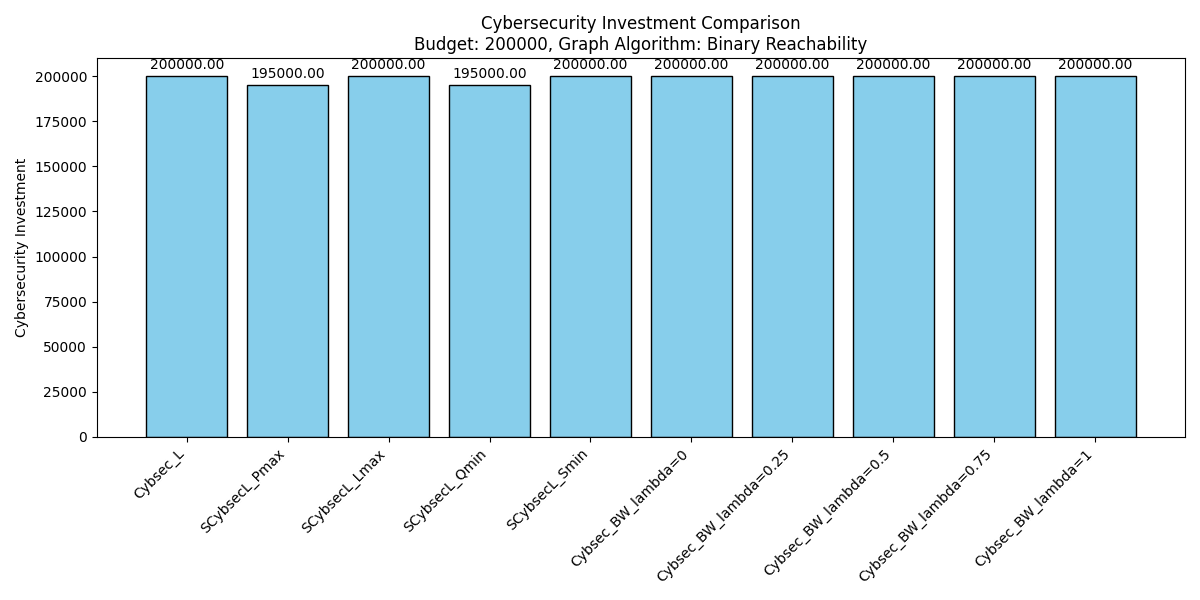 Cybersecurity Investment Comparison
Budget: 200000, Graph Algorithm: Binary Reachability
200000.00
195000.00
200000.00
195000.00
200000.00
200000.00
200000.00
200000.00
200000.00
200000.00
Cybersecurity Investment
200000
175000
150000
125000
100000
75000
50000
25000
0
Cybsec_L
SCybsecL_Pmax
SCybsecL_Lmax
SCybsecL_Qmin
SCybsecL_Smin
Cybsec_BW_lambda=0
Cybsec_BW_lambda=0.25
Cybsec_BW_lambda=0.5
Cybsec_BW_lambda=0.75
Cybsec_BW_lambda=1